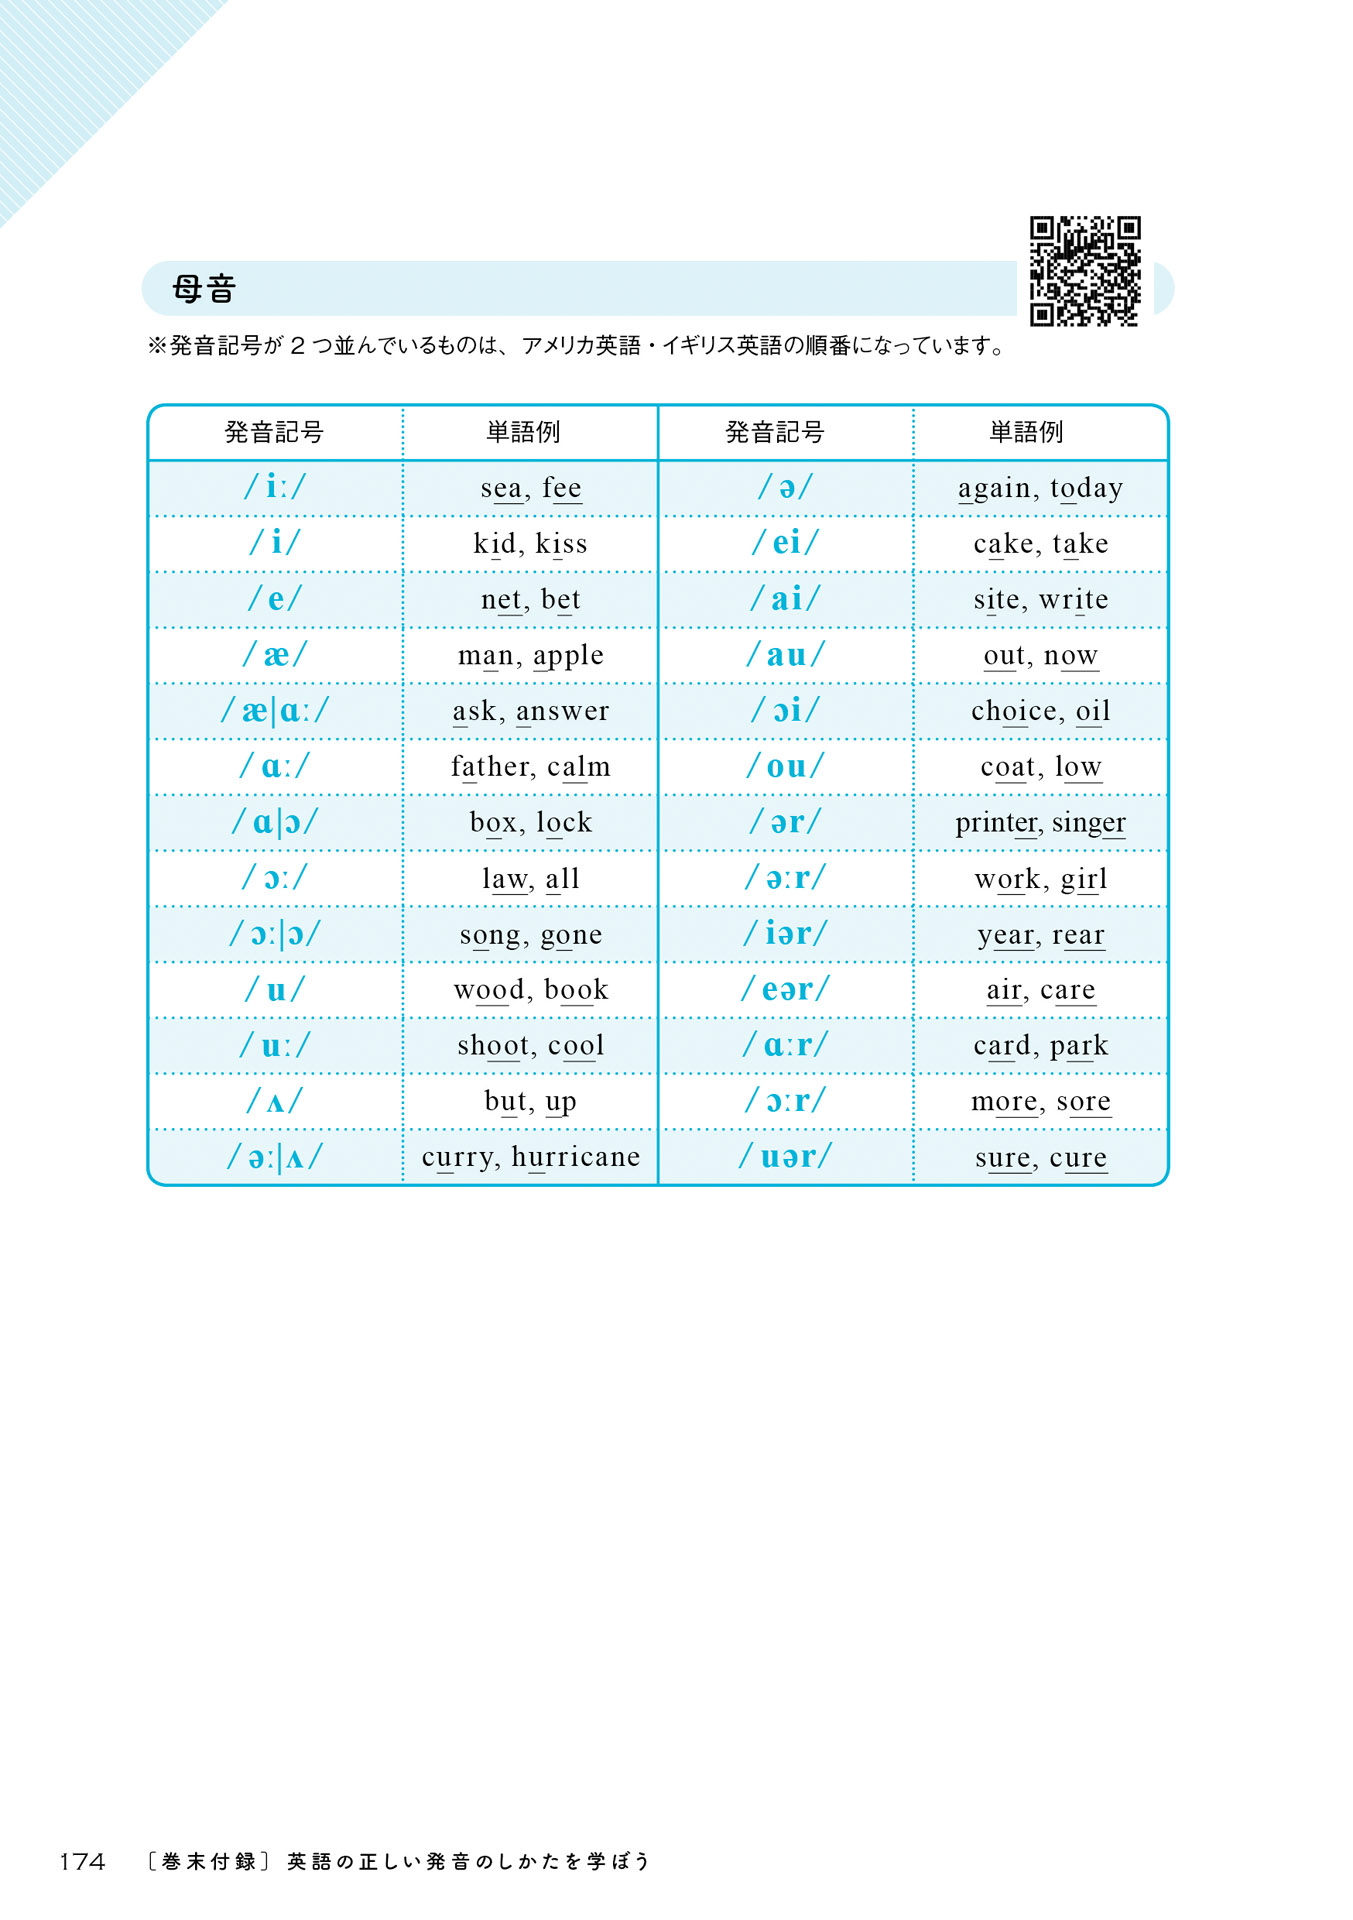 母音
※発音記号が 2 つ並んでいるものは、アメリカ英語・イギリス英語の順番になっています。
発音記号 単語例 発音記号 単語例
/iː/ sea, fee /ə/ again, today
/i/ kid, kiss /ei/ cake, take
/e/ net, bet /ai/ site, write
/æ/ man, apple /au/ out, now
/æ|ɑː/ ask, answer /ɔi/ choice, oil
/ɑː/ father, calm /ou/ coat, low
/ɑ|ɔ/ box, lock /ər/ printer, singer
/ɔː/ law, all /əːr/ work, girl
/ɔː|ɔ/ song, gone /iər/ year, rear
/u/ wood, book /eər/ air, care
/uː/ shoot, cool /ɑːr/ card, park
/ʌ/ but, up /ɔːr/ more, sore
/əː|ʌ/ curry, hurricane /uər/ sure, cure
174 ［巻末付録］ 英語の正しい発音のしかたを学ぼう